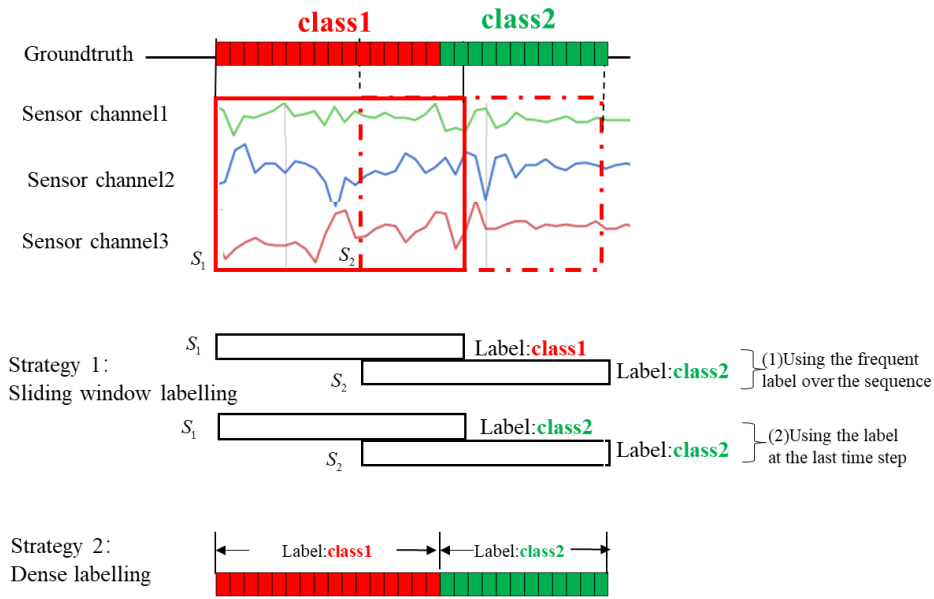 class1
class2
Groundtruth
Sensor channel1
Sensor channel2
Sensor channel3
S1
S2
Strategy 1:
Sliding window labelling
S1
Label:class1
S2
Label:class2
(1)Using the frequent
label over the sequence
S1
Label:class2
S2
Label:class2
(2)Using the label
at the last time step
Strategy 2:
Dense labelling
Label:class1
Label:class2